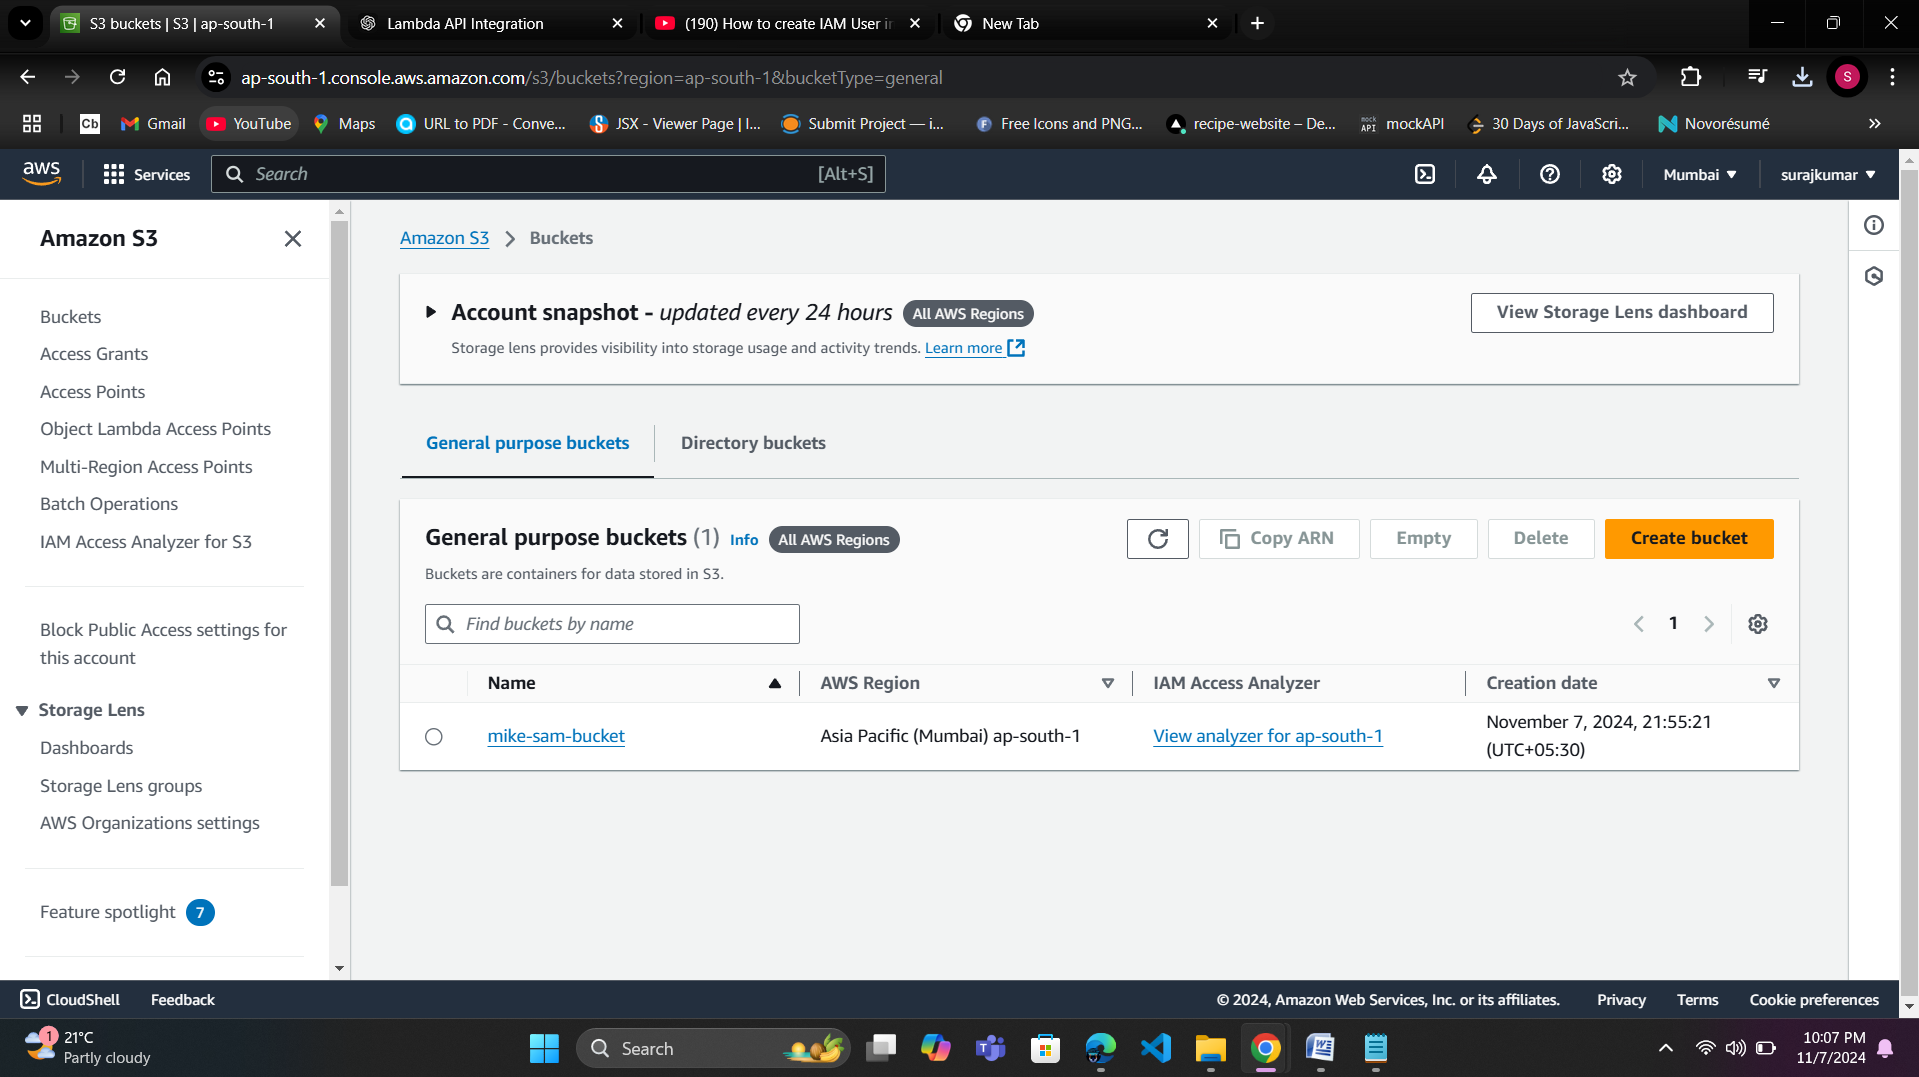 S3 buckets | S3 | ap-south-1
Lambda API Integration
(190) How to create IAM User in
New Tab
ap-south-1.console.aws.amazon.com/s3/buckets?region=ap-south-1&bucketType=general
S
Cb
Gmail
YouTube
Maps
URL to PDF - Conve...
JSX - Viewer Page | I...
Submit Project — i...
Free Icons and PNG...
recipe-website – De...
mock API
mockAPI
30 Days of JavaScri...
Novorésumé
aws
Services
Search
[Alt+S]
Mumbai
surajkumar
Amazon S3
Buckets
Access Grants
Access Points
Object Lambda Access Points
Multi-Region Access Points
Batch Operations
IAM Access Analyzer for S3
Block Public Access settings for
this account
Storage Lens
Dashboards
Storage Lens groups
AWS Organizations settings
Feature spotlight 7
Amazon S3 > Buckets
Account snapshot - updated every 24 hours All AWS Regions
Storage lens provides visibility into storage usage and activity trends. Learn more
View Storage Lens dashboard
General purpose buckets
Directory buckets
General purpose buckets (1) Info All AWS Regions
Buckets are containers for data stored in S3.
Copy ARN
Empty
Delete
Create bucket
Find buckets by name
1
Name
AWS Region
IAM Access Analyzer
Creation date
mike-sam-bucket
Asia Pacific (Mumbai) ap-south-1
View analyzer for ap-south-1
November 7, 2024, 21:55:21
(UTC+05:30)
CloudShell
Feedback
© 2024, Amazon Web Services, Inc. or its affiliates.
Privacy
Terms
Cookie preferences
1
21°C
Partly cloudy
Search
10:07 PM
11/7/2024